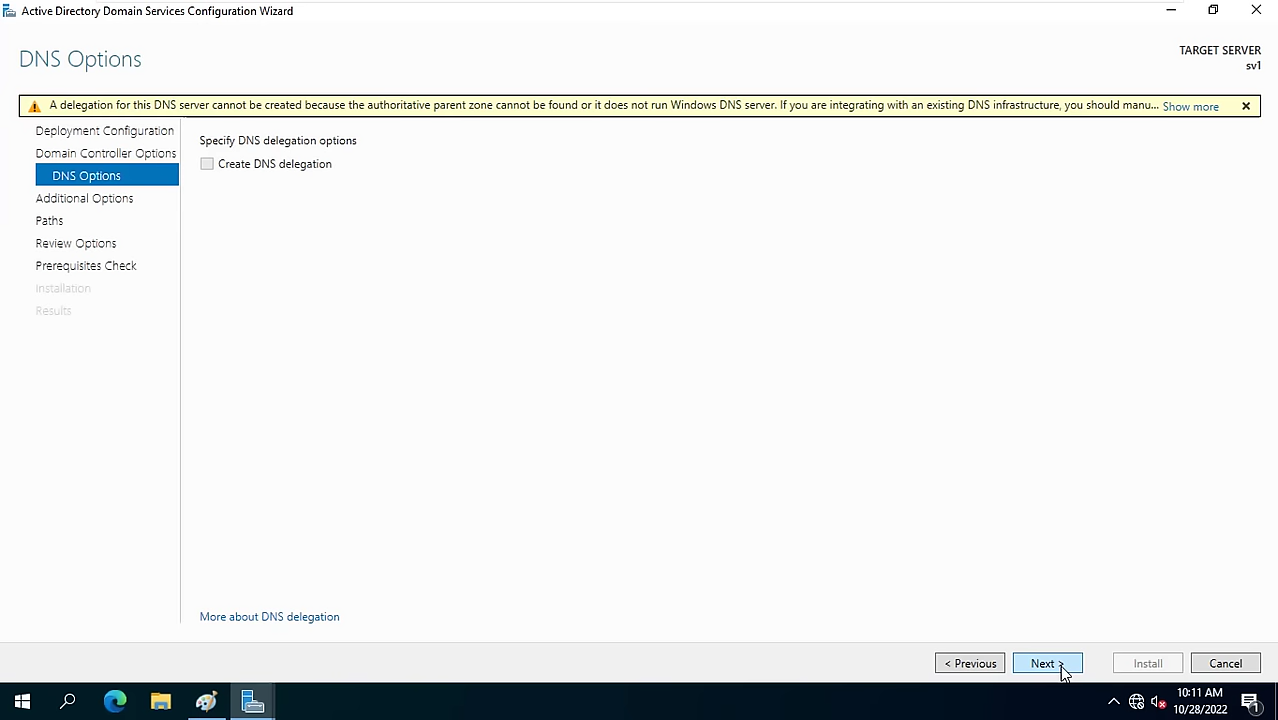 Active Directory Domain Services Configuration Wizard
DNS Options
TARGET SERVER
sv1
A delegation for this DNS server cannot be created because the authoritative parent zone cannot be found or it does not run Windows DNS server. If you are integrating with an existing DNS infrastructure, you should manu... Show more
Deployment Configuration
Domain Controller Options
DNS Options
Additional Options
Paths
Review Options
Prerequisites Check
Installation
Results
Specify DNS delegation options
Create DNS delegation
More about DNS delegation
< Previous
Next >
Install
Cancel
10:11 AM
10/28/2022
1